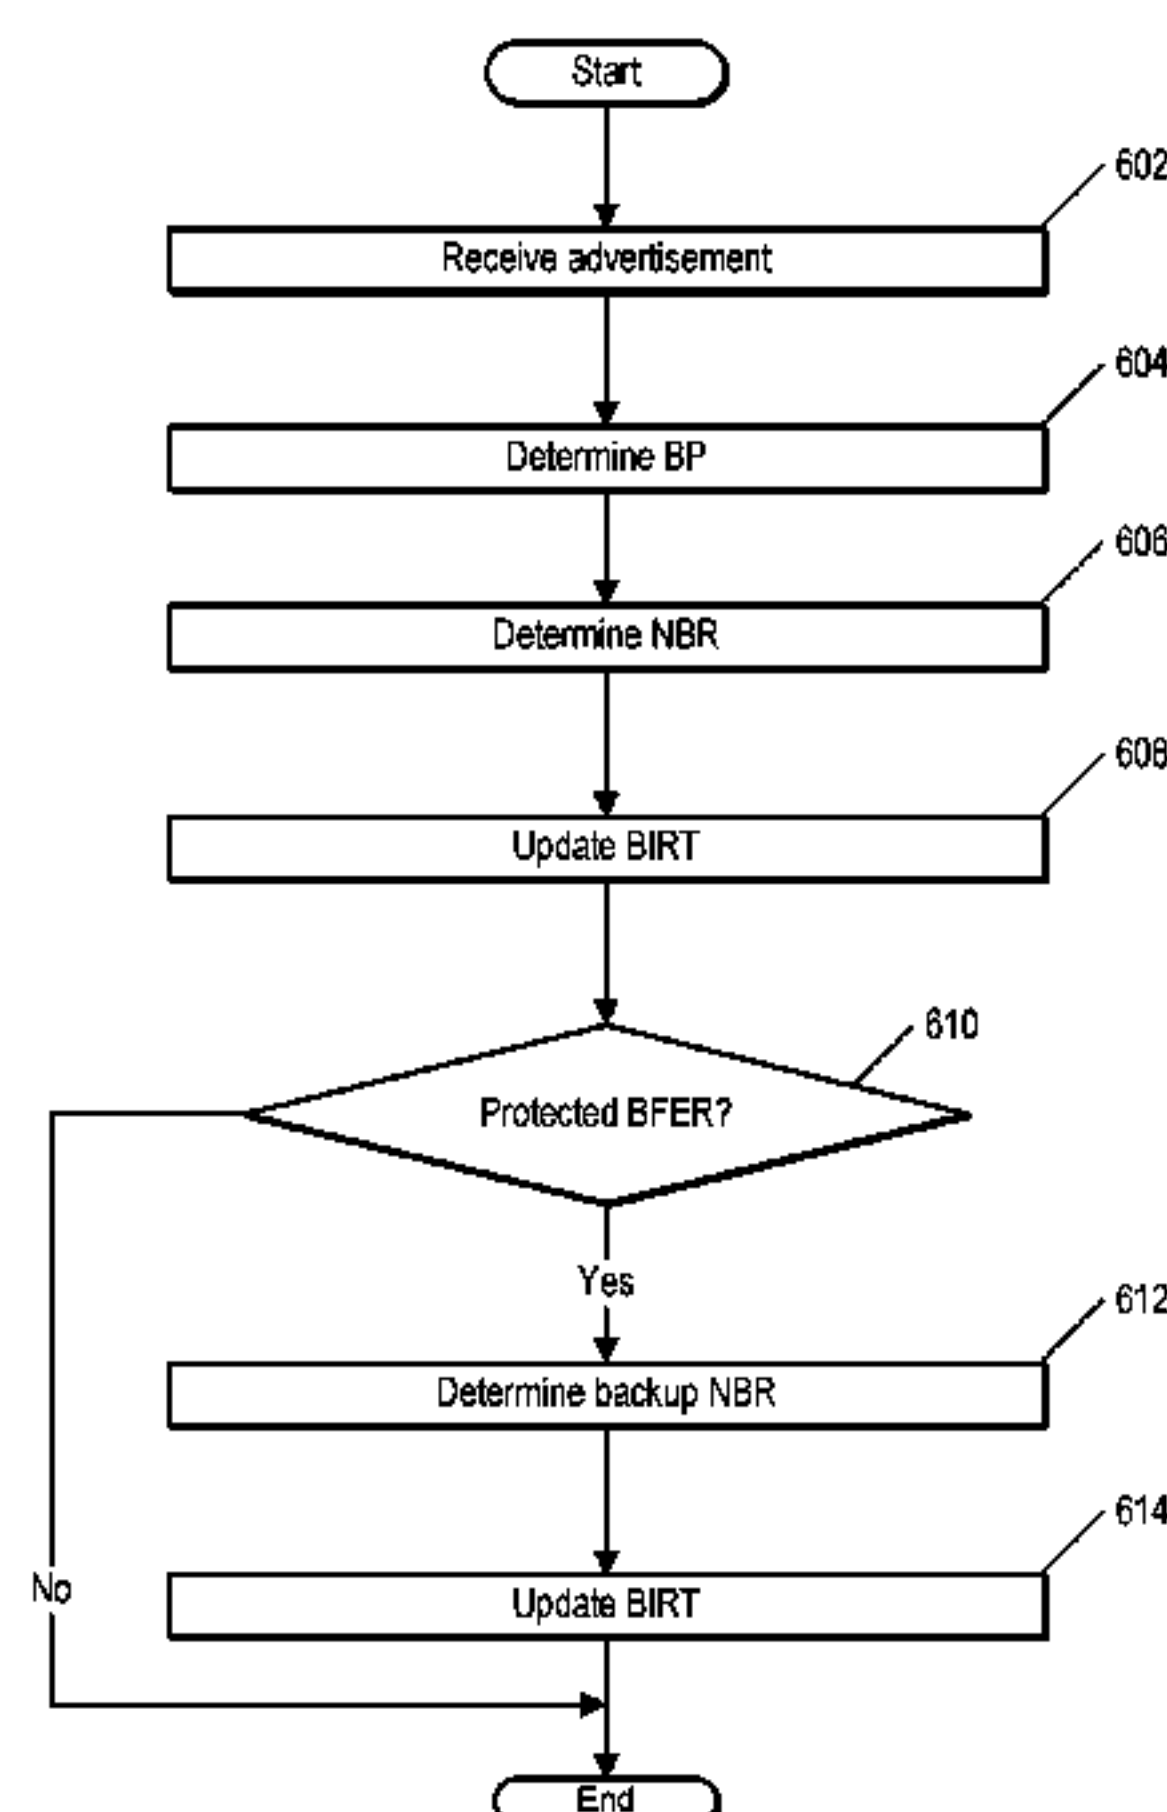 Start
602
Receive advertisement
604
Determine BP
606
Determine NBR
608
Update BIRT
610
Protected BFER?
Yes
612
Determine backup NBR
614
Update BIRT
No
End